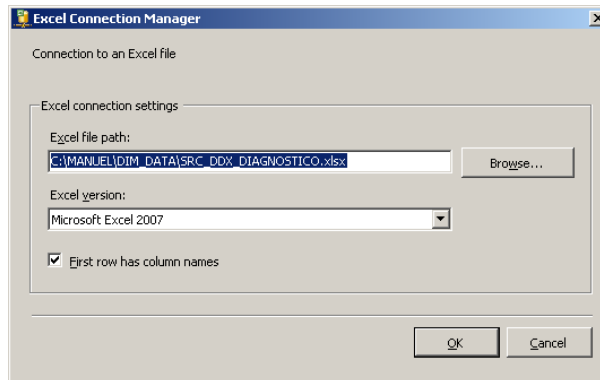 Excel Connection Manager
Connection to an Excel file
Excel connection settings
Excel file path:
C:\MANUEL\DIM_DATA\SRC_DDX_DIAGNOSTICO.xlsx
Browse...
Excel version:
Microsoft Excel 2007
First row has column names
OK
Cancel